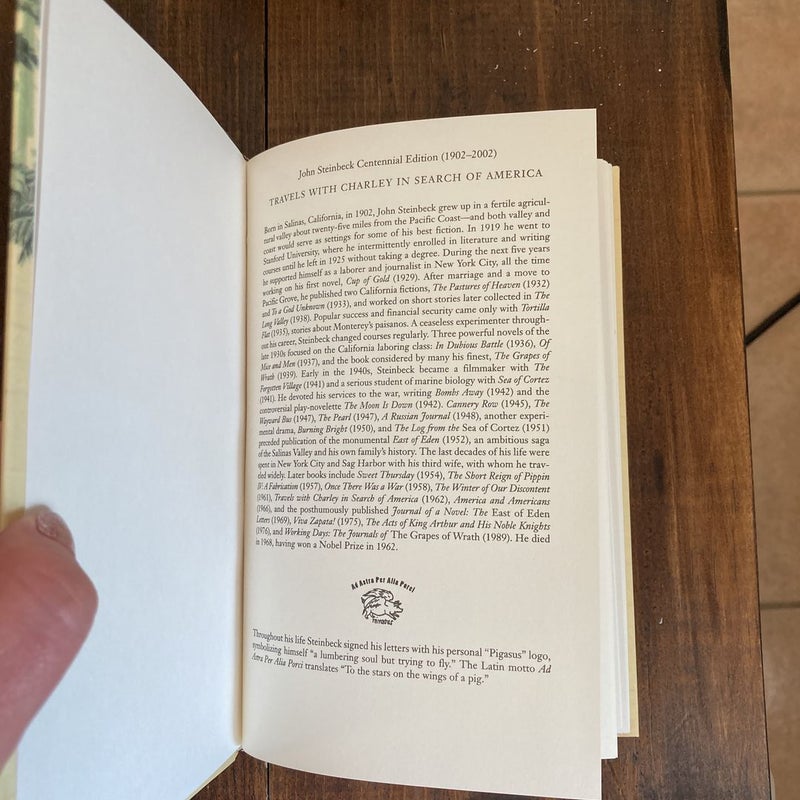 John Steinbeck Centennial Edition (1902–2002)
TRAVELS WITH CHARLEY IN SEARCH OF AMERICA
Born in Salinas, California, in 1902, John Steinbeck grew up in a fertile agricul-
tural valley about twenty-five miles from the Pacific Coast—and both valley and
coast would serve as settings for some of his best fiction. In 1919 he went to
Stanford University, where he intermittently enrolled in literature and writing
courses until he left in 1925 without taking a degree. During the next five years
he supported himself as a laborer and journalist in New York City, all the time
working on his first novel, Cup of Gold (1929). After marriage and a move to
Pacific Grove, he published two California fictions, The Pastures of Heaven (1932)
and To a God Unknown (1933), and worked on short stories later collected in The
Long Valley (1938). Popular success and financial security came only with Tortilla
Flat (1935), stories about Monterey's paisanos. A ceaseless experimenter through-
out his career, Steinbeck changed courses regularly. Three powerful novels of the
late 1930s focused on the California laboring class: In Dubious Battle (1936), Of
Mice and Men (1937), and the book considered by many his finest, The Grapes of
Wrath (1939). Early in the 1940s, Steinbeck became a filmmaker with The
Forgotten Village (1941) and a serious student of marine biology with Sea of Cortez
(1941). He devoted his services to the war, writing Bombs Away (1942) and the
controversial play-novelette The Moon Is Down (1942). Cannery Row (1945), The
Wayward Bus (1947), The Pearl (1947), A Russian Journal (1948), another experi-
mental drama, Burning Bright (1950), and The Log from the Sea of Cortez (1951)
preceded publication of the monumental East of Eden (1952), an ambitious saga
of the Salinas Valley and his own family's history. The last decades of his life were
spent in New York City and Sag Harbor with his third wife, with whom he trav-
eled widely. Later books include Sweet Thursday (1954), The Short Reign of Pippin
IV: A Fabrication (1957), Once There Was a War (1958), The Winter of Our Discontent
(1961), Travels with Charley in Search of America (1962), America and Americans
(1966), and the posthumously published Journal of a Novel: The East of Eden
Letters (1969), Viva Zapata! (1975), The Acts of King Arthur and His Noble Knights
(1976), and Working Days: The Journals of The Grapes of Wrath (1989). He died
in 1968, having won a Nobel Prize in 1962.
Ad Astra Per Alia Porci
Throughout his life Steinbeck signed his letters with his personal "Pigasus" logo,
symbolizing himself "a lumbering soul but trying to fly." The Latin motto Ad
Astra Per Alia Porci translates "To the stars on the wings of a pig."